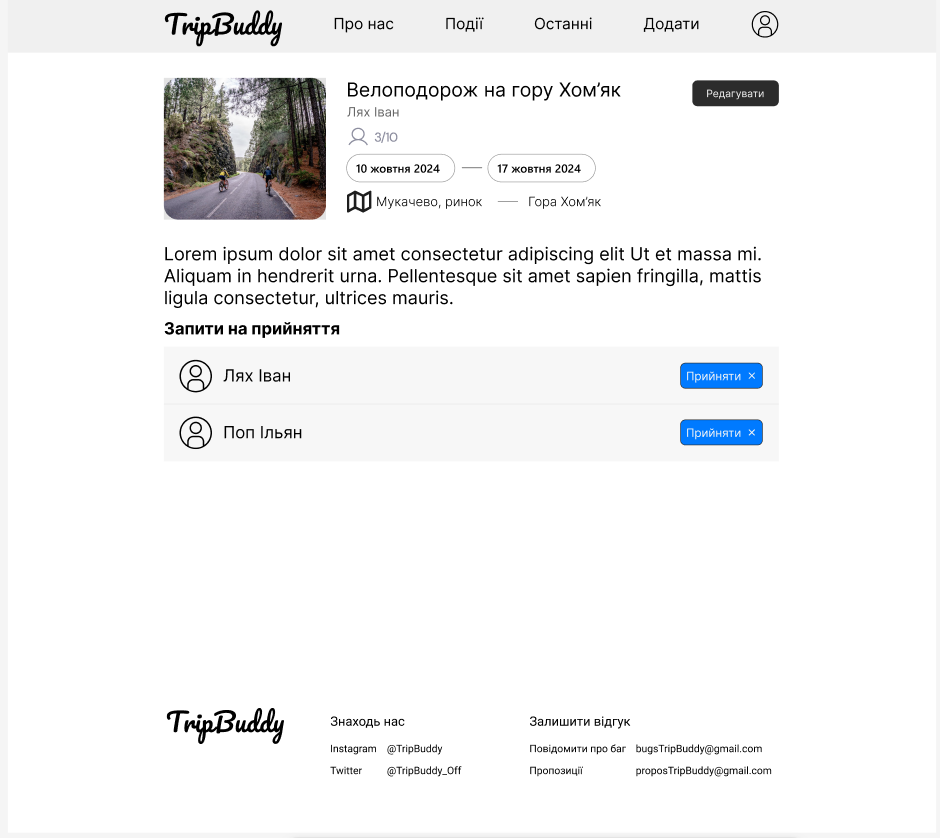 TripBuddy Про нас Події Останні Додати
Велоподорож на гору Хом’як
Редагувати
Лях Іван
3/10
10 жовтня 2024 — 17 жовтня 2024
Мукачево, ринок — Гора Хом’як
Lorem ipsum dolor sit amet consectetur adipiscing elit Ut et massa mi.
Aliquam in hendrerit urna. Pellentesque sit amet sapien fringilla, mattis
ligula consectetur, ultrices mauris.
Запити на прийняття
Лях Іван Прийняти ×
Поп Ільян Прийняти ×
TripBuddy
Знаходь нас
Instagram @TripBuddy
Twitter @TripBuddy_Off
Залишити відгук
Повідомити про баг bugsTripBuddy@gmail.com
Пропозиції proposTripBuddy@gmail.com